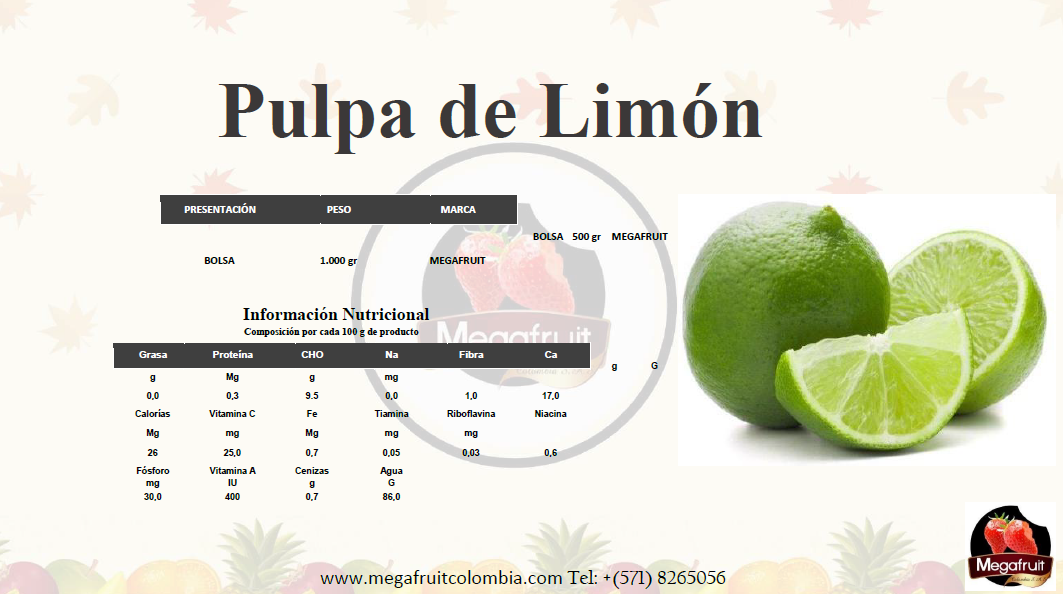 Pulpa de Limón
PRESENTACIÓN PESO MARCA
BOLSA 500 gr MEGAFRUIT
BOLSA 1.000 gr MEGAFRUIT
Información Nutricional
Composición por cada 100 g de producto
Megafruit
Grasa Proteína CHO Na Fibra Ca
g G
g Mg g mg
0,0 0,3 9.5 0,0 1,0 17,0
Calorías Vitamina C Fe Tiamina Riboflavina Niacina
Mg mg Mg mg mg
26 25,0 0,7 0,05 0,03 0,6
Fósforo Vitamina A Cenizas Agua
mg IU g G
30,0 400 0,7 86,0
Megafruit
www.megafruitcolombia.com Tel: +(571) 8265056